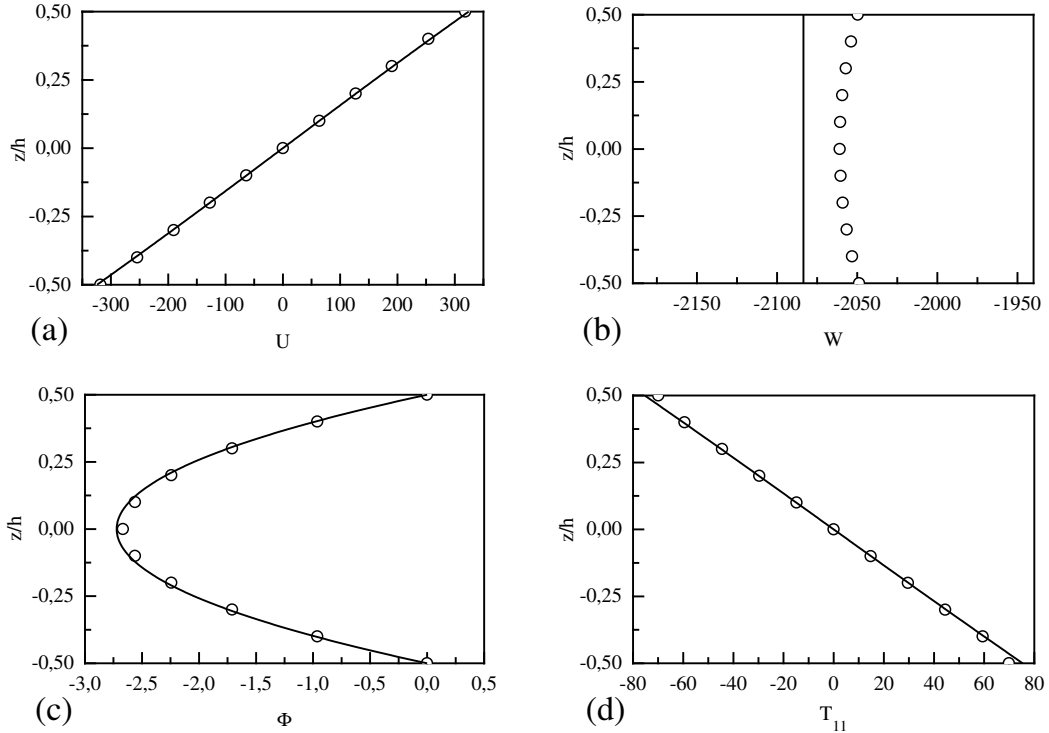 0,50
0,25
0,00
-0,25
-0,50
z/h
-300 -200 -100 0 100 200 300
U
(a)
0,50
0,25
0,00
-0,25
-0,50
z/h
-2150 -2100 -2050 -2000 -1950
W
(b)
0,50
0,25
0,00
-0,25
-0,50
z/h
-3,0 -2,5 -2,0 -1,5 -1,0 -0,5 0,0 0,5
Φ
(c)
0,50
0,25
0,00
-0,25
-0,50
z/h
-80 -60 -40 -20 0 20 40 60 80
T11
(d)